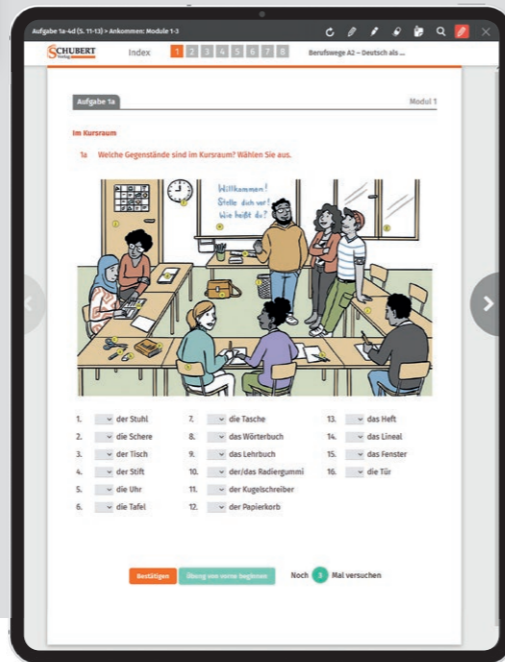 Aufgabe 1a-4d (S. 11-13) > Ankommen: Module 1-3
SCHUBERT
Verlag
Index 1 2 3 4 5 6 7 8 Berufswege A2 – Deutsch als ...
Aufgabe 1a Modul 1
Im Kursraum
1a Welche Gegenstände sind im Kursraum? Wählen Sie aus.
Willkommen!
Stelle dich vor!
Wie heißt du?
1. der Stuhl 7. die Tasche 13. das Heft
2. die Schere 8. das Wörterbuch 14. das Lineal
3. der Tisch 9. das Lehrbuch 15. das Fenster
4. der Stift 10. der/das Radiergummi 16. die Tür
5. die Uhr 11. der Kugelschreiber
6. die Tafel 12. der Papierkorb
Bestätigen Übung von vorne beginnen Noch 3 Mal versuchen